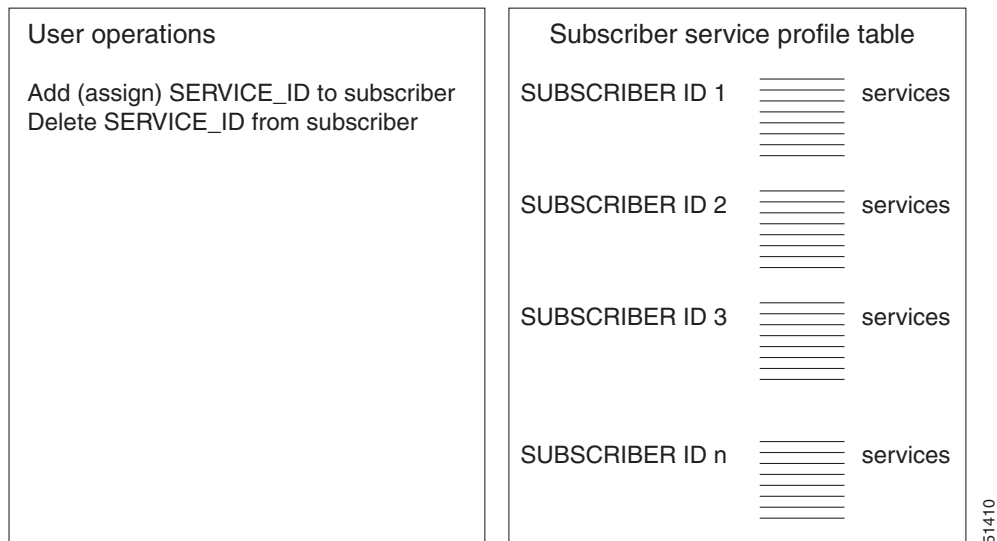 User operations
Add (assign) SERVICE_ID to subscriber
Delete SERVICE_ID from subscriber
Subscriber service profile table
SUBSCRIBER ID 1 services
SUBSCRIBER ID 2 services
SUBSCRIBER ID 3 services
SUBSCRIBER ID n services